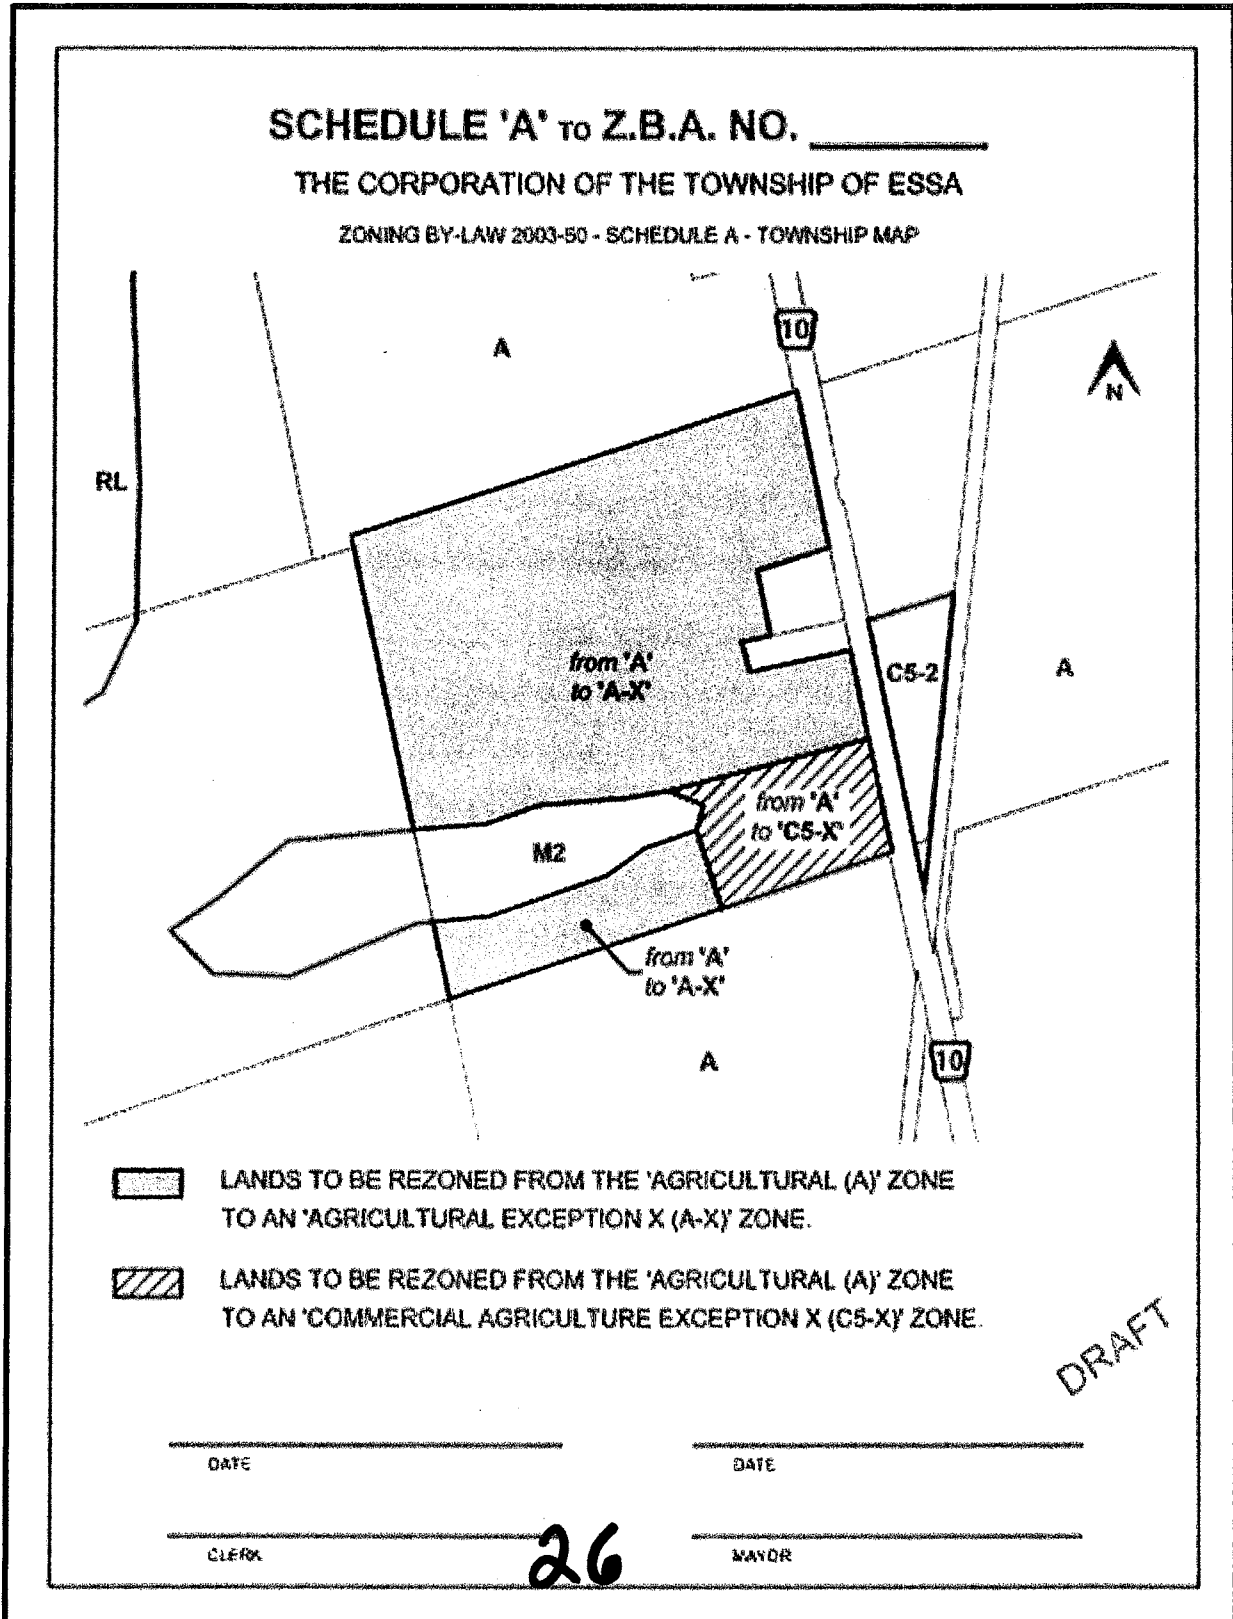 SCHEDULE 'A' TO Z.B.A. NO.
THE CORPORATION OF THE TOWNSHIP OF ESSA
ZONING BY-LAW 2003-50 - SCHEDULE A - TOWNSHIP MAP
10
A
N
RL
from 'A'
to 'A-X'
C5-2
A
from 'A'
to 'C5-X'
M2
from 'A'
to 'A-X'
A
10
LANDS TO BE REZONED FROM THE 'AGRICULTURAL (A)' ZONE
TO AN 'AGRICULTURAL EXCEPTION X (A-X)' ZONE.
LANDS TO BE REZONED FROM THE 'AGRICULTURAL (A)' ZONE
TO AN 'COMMERCIAL AGRICULTURE EXCEPTION X (C5-X)' ZONE.
DRAFT
DATE
DATE
CLERK
MAYOR
26